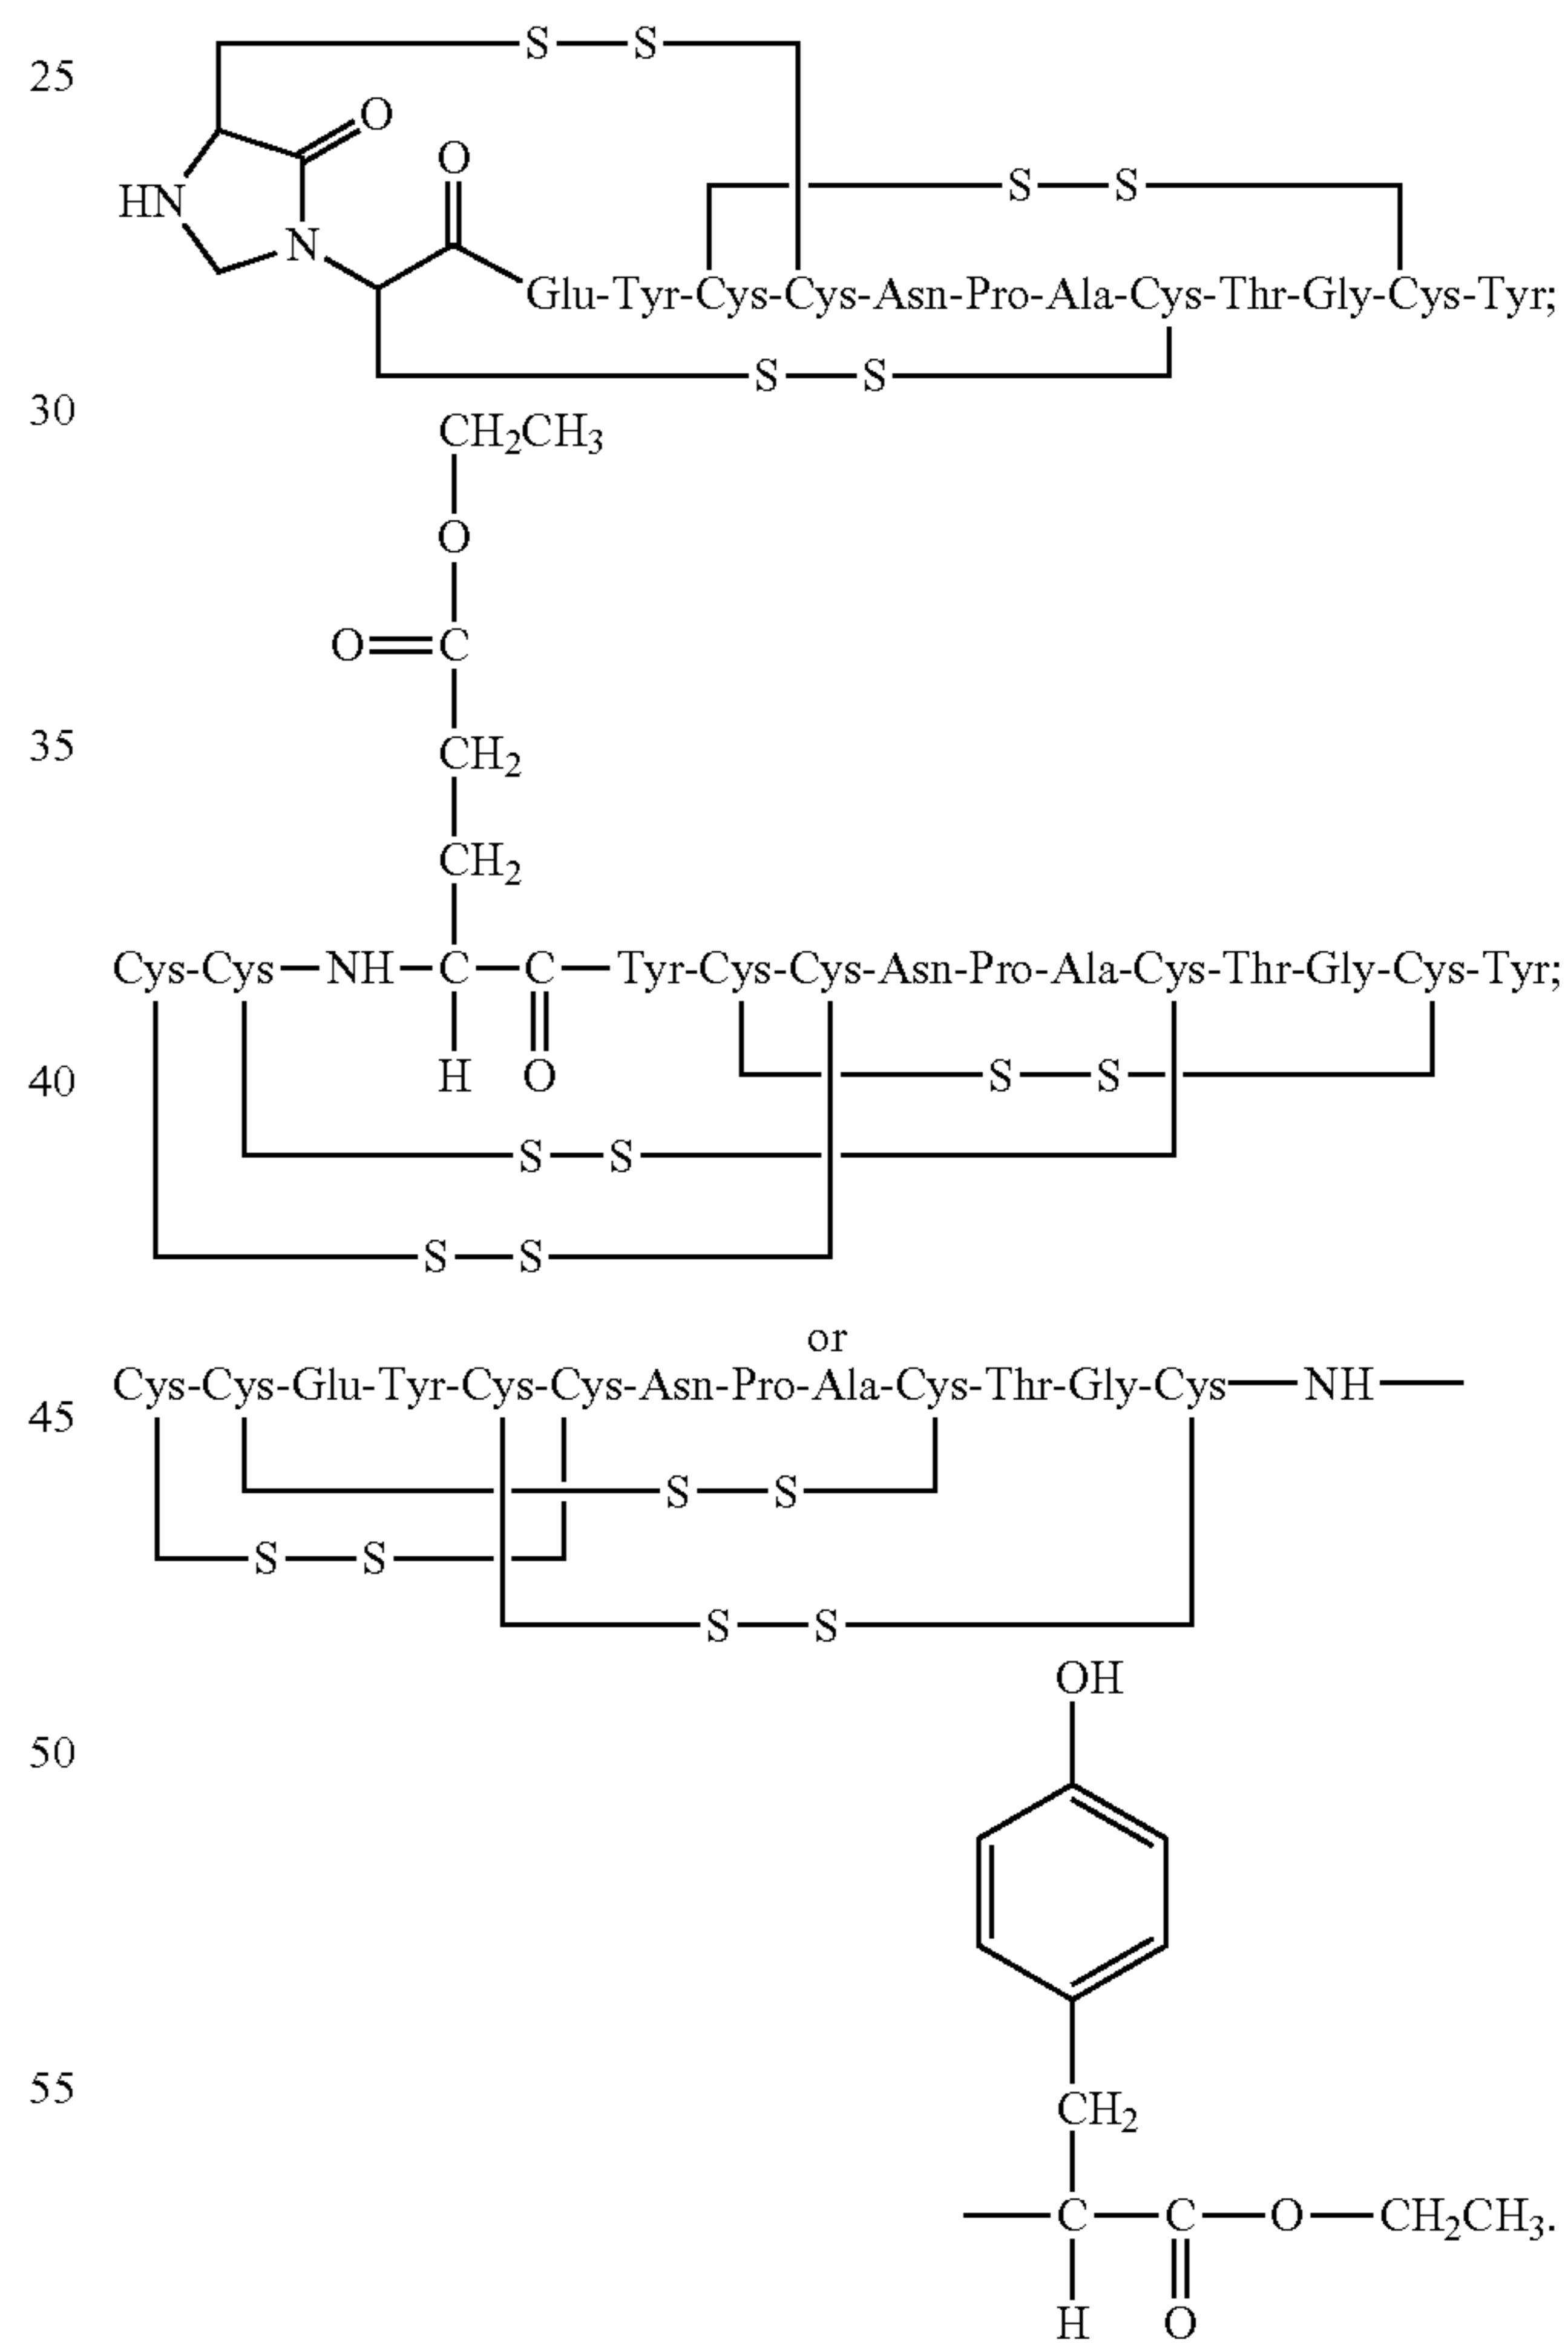 S—S
25
O
O
HN
S—S
N
Glu-Tyr-Cys-Cys-Asn-Pro-Ala-Cys-Thr-Gly-Cys-Tyr;
S—S
30
CH2CH3
O
O=C
35
CH2
CH2
Cys-Cys—NH—C—C—Tyr-Cys-Cys-Asn-Pro-Ala-Cys-Thr-Gly-Cys-Tyr;
40
H O S—S
S—S
S—S
or
Cys-Cys-Glu-Tyr-Cys-Cys-Asn-Pro-Ala-Cys-Thr-Gly-Cys—NH—
45
S—S
S—S
S—S
OH
50
55
CH2
—C—C—O—CH2CH3.
H O